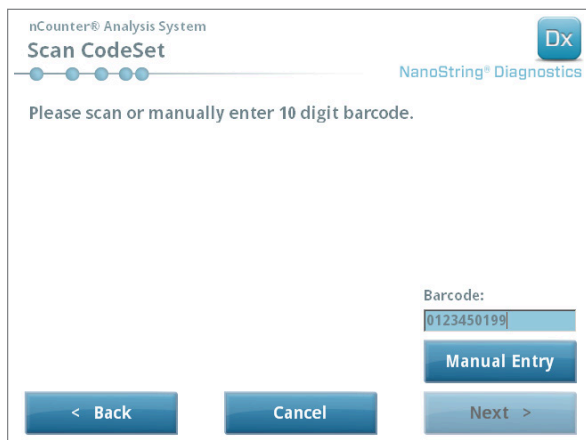 nCounter® Analysis System
Scan CodeSet
Dx
NanoString® Diagnostics
Please scan or manually enter 10 digit barcode.
Barcode:
0123450199
Manual Entry
< Back
Cancel
Next >